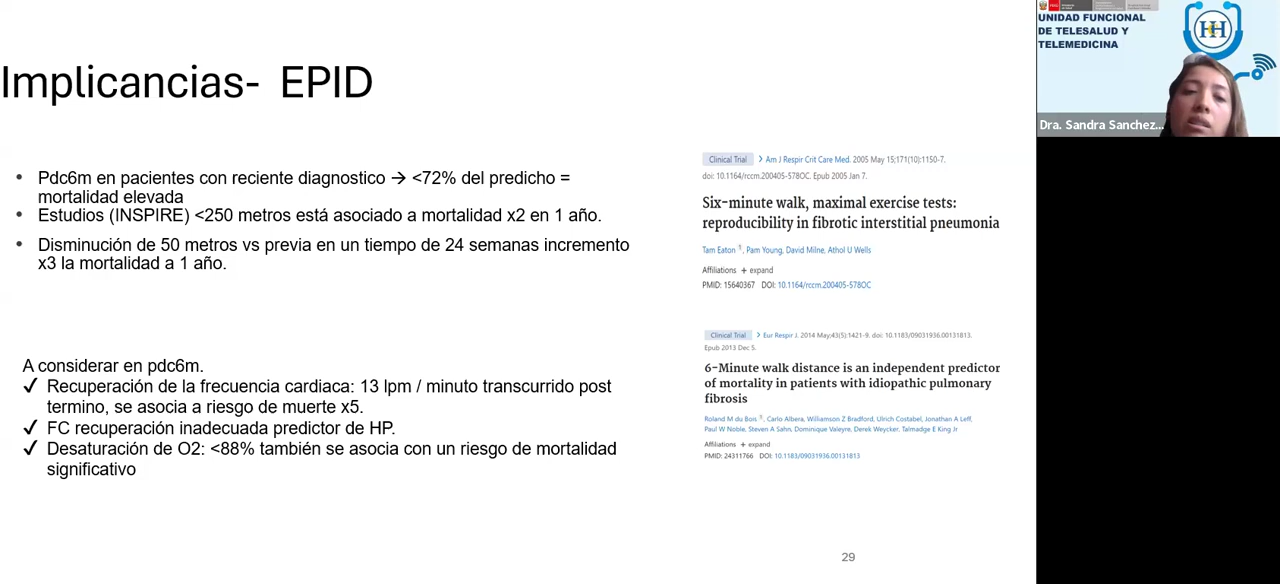 Implicancias- EPID
• Pdc6m en pacientes con reciente diagnostico → <72% del predicho =
mortalidad elevada
• Estudios (INSPIRE) <250 metros está asociado a mortalidad x2 en 1 año.
• Disminución de 50 metros vs previa en un tiempo de 24 semanas incremento
x3 la mortalidad a 1 año.
A considerar en pdc6m.
✓ Recuperación de la frecuencia cardiaca: 13 lpm / minuto transcurrido post
termino, se asocia a riesgo de muerte x5.
✓ FC recuperación inadecuada predictor de HP.
✓ Desaturación de O2: <88% también se asocia con un riesgo de mortalidad
significativo
Clinical Trial > Am J Respir Crit Care Med. 2005 May 15;171(10):1150-7.
doi: 10.1164/rccm.200405-578OC. Epub 2005 Jan 7.
Six-minute walk, maximal exercise tests:
reproducibility in fibrotic interstitial pneumonia
Tam Eaton 1, Pam Young, David Milne, Athol U Wells
Affiliations + expand
PMID: 15640367 DOI: 10.1164/rccm.200405-578OC
Clinical Trial > Eur Respir J. 2014 May;43(5):1421-9. doi: 10.1183/09031936.00131813.
Epub 2013 Dec 5.
6-Minute walk distance is an independent predictor
of mortality in patients with idiopathic pulmonary
fibrosis
Roland M du Bois 1, Carlo Albera, Williamson Z Bradford, Ulrich Costabel, Jonathan A Leff,
Paul W Noble, Steven A Sahn, Dominique Valeyre, Derek Weycker, Talmadge E King Jr
Affiliations + expand
PMID: 24311766 DOI: 10.1183/09031936.00131813
29
UNIDAD FUNCIONAL
DE TELESALUD Y
TELEMEDICINA
HH
Dra. Sandra Sanchez...